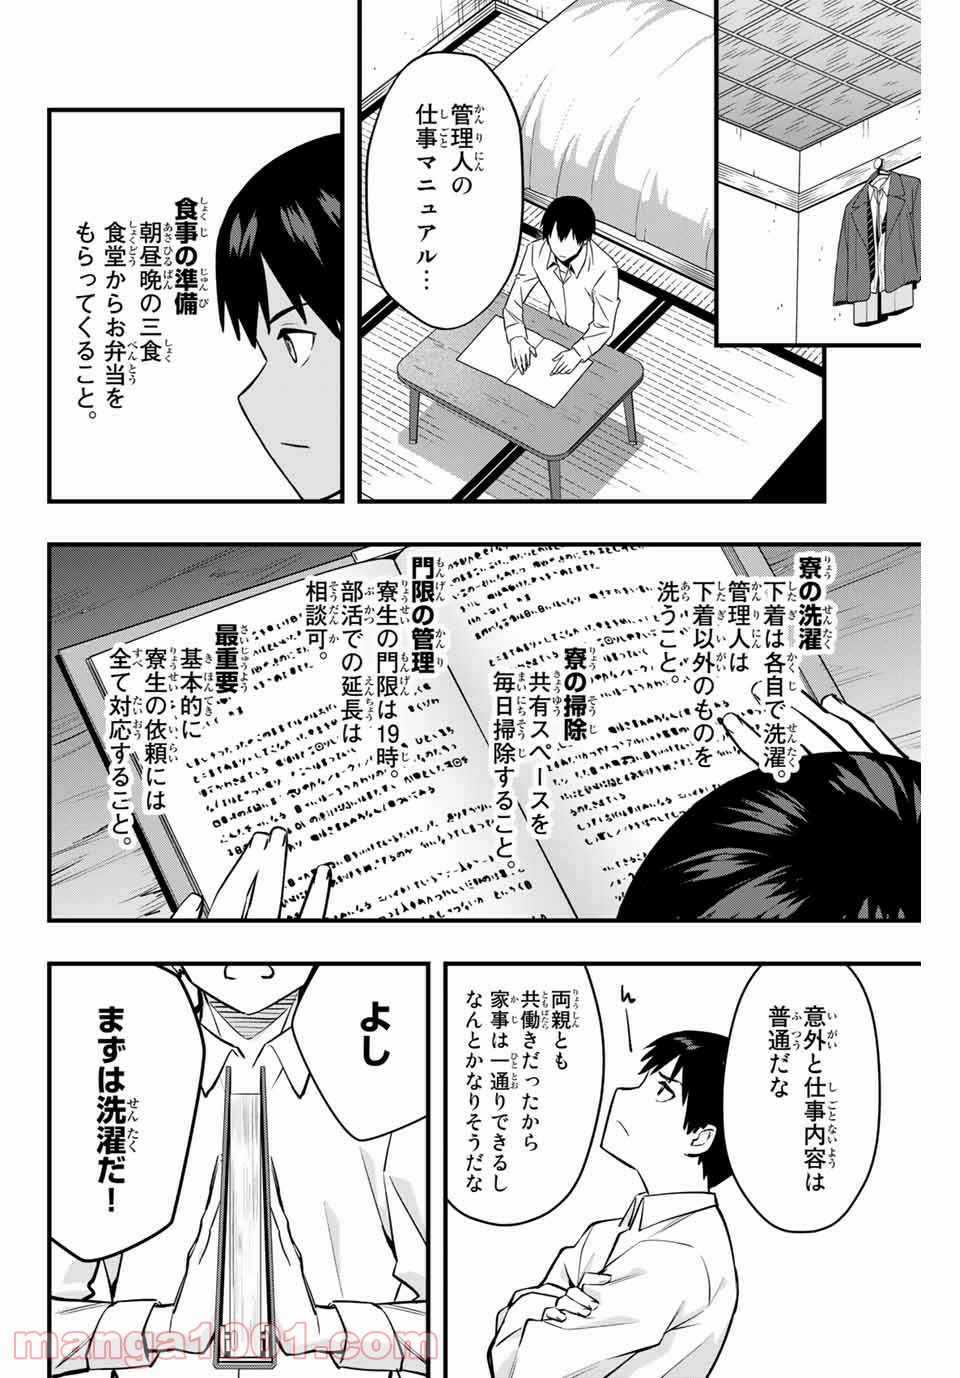 管理人の
仕事マニュアル…
食事の準備
朝昼晩の三食
食堂からお弁当を
もらってくること。
寮の洗濯
下着は各自で洗濯。
管理人は
下着以外のものを
洗うこと。
寮の掃除
共有スペースを
毎日掃除すること。
門限の管理
寮生の門限は19時。
部活での延長は
相談可。
最重要
基本的に
寮生の依頼には
全て対応すること。
意外と仕事内容は
普通だな
ん
両親とも
共働きだったから
家事は一通りできるし
なんとかなりそうだな
よし
まずは洗濯だ！
manga1001.com